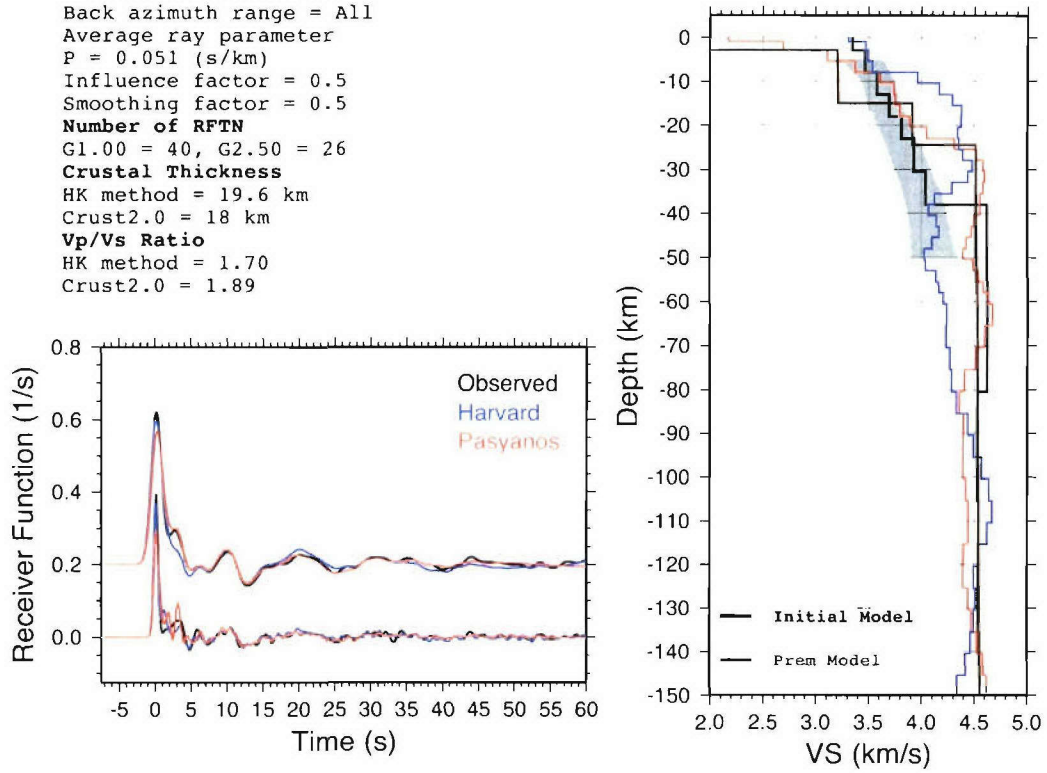 Back azimuth range = All
Average ray parameter
P = 0.051 (s/km)
Influence factor = 0.5
Smoothing factor = 0.5
Number of RFTN
G1.00 = 40, G2.50 = 26
Crustal Thickness
HK method = 19.6 km
Crust2.0 = 18 km
Vp/Vs Ratio
HK method = 1.70
Crust2.0 = 1.89
Receiver Function (1/s)
0.8
0.6
0.4
0.2
0.0
Observed
Harvard
Pasyanos
-5 0 5 10 15 20 25 30 35 40 45 50 55 60
Time (s)
Depth (km)
0
-10
-20
-30
-40
-50
-60
-70
-80
-90
-100
-110
-120
-130
-140
-150
Initial Model
Prem Model
2.0 2.5 3.0 3.5 4.0 4.5 5.0
VS (km/s)